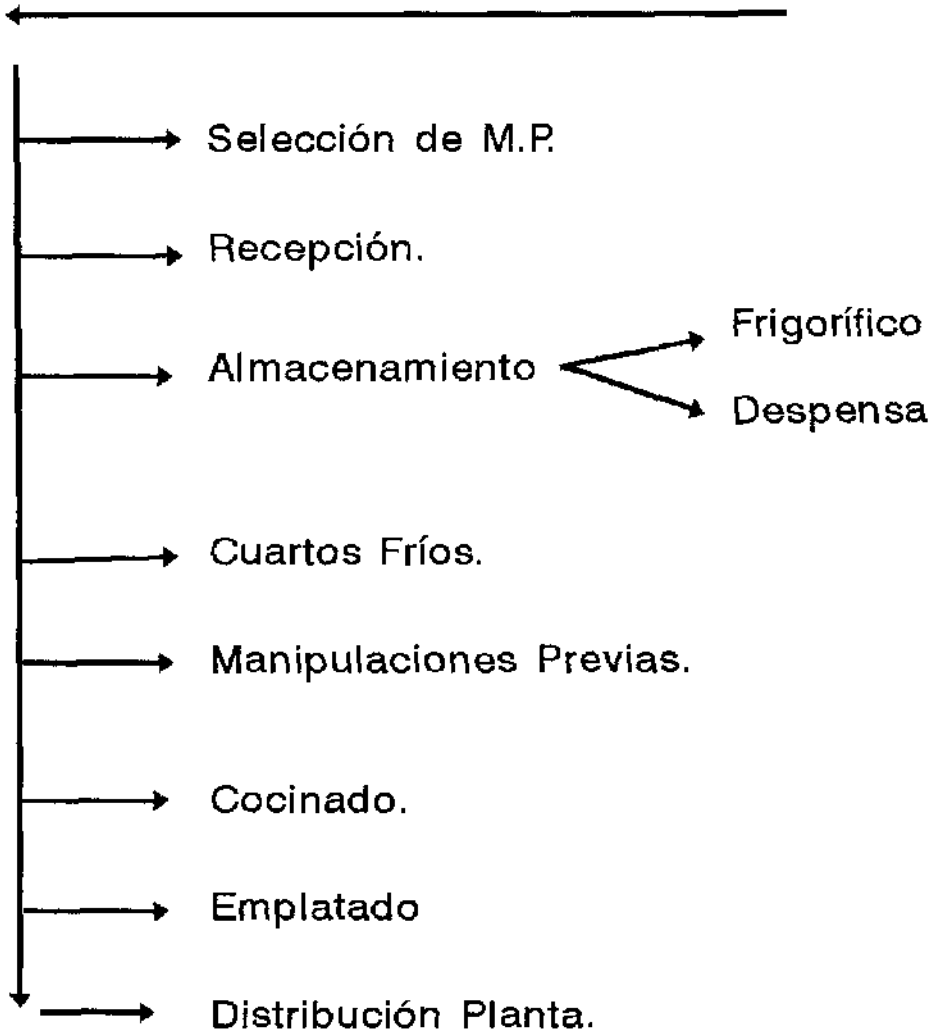 Selección de M.P.
Recepción.
Almacenamiento
Frigorífico
Despensa
Cuartos Fríos.
Manipulaciones Previas.
Cocinado.
Emplatado
Distribución Planta.